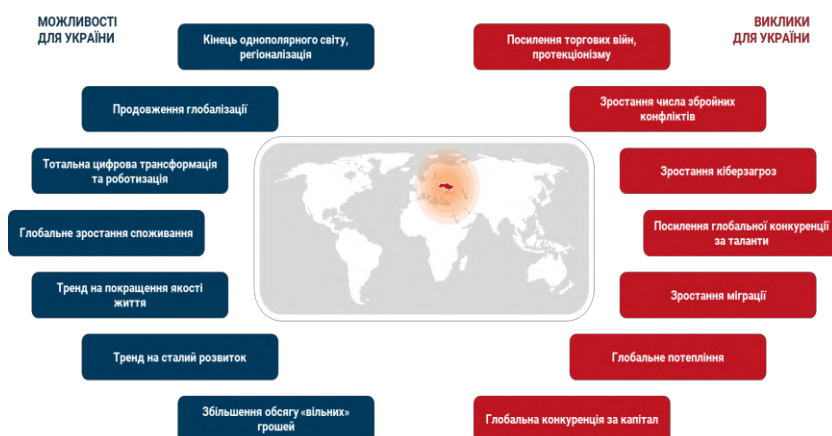 МОЖЛИВОСТІ
ДЛЯ УКРАЇНИ
Кінець однополярного світу,
регіоналізація
Продовження глобалізації
Тотальна цифрова трансформація
та роботизація
Глобальне зростання споживання
Тренд на покращення якості
життя
Тренд на сталий розвиток
Збільшення обсягу «вільних»
грошей
ВИКЛИКИ
ДЛЯ УКРАЇНИ
Посилення торгових війн,
протекціонізму
Зростання числа збройних
конфліктів
Зростання кіберзагроз
Посилення глобальної конкуренції
за таланти
Зростання міграції
Глобальне потепління
Глобальна конкуренція за капітал